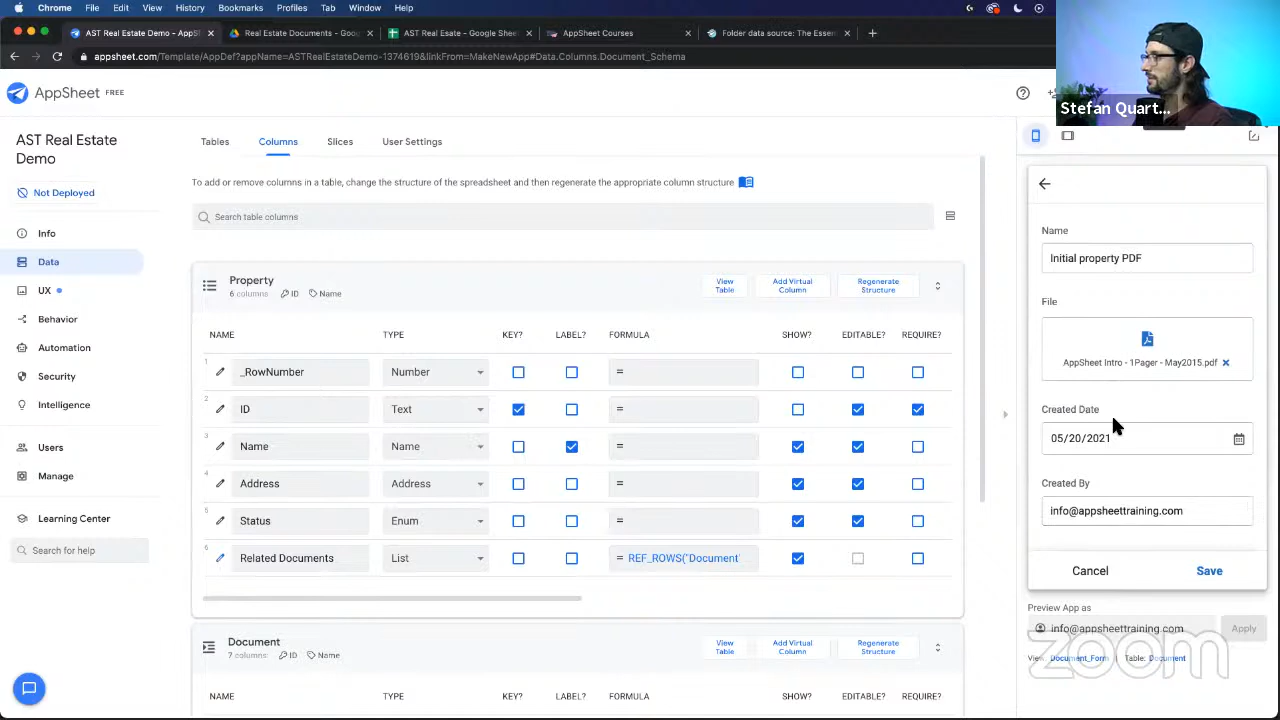 Chrome File Edit View History Bookmarks Profiles Tab Window Help
AST Real Estate Demo - AppSh
Real Estate Documents - Goog
AST Real Esate - Google Sheet
AppSheet Courses
Folder data source: The Essen
appsheet.com/Template/AppDef?appName=ASTRealEstateDemo-1374619&linkFrom=MakeNewApp#Data.Columns.Document_Schema
AppSheet FREE
Stefan Quart...
AST Real Estate
Demo
Not Deployed
Info
Data
UX
Behavior
Automation
Security
Intelligence
Users
Manage
Learning Center
Search for help
Tables Columns Slices User Settings
To add or remove columns in a table, change the structure of the spreadsheet and then regenerate the appropriate column structure
Search table columns
Property
6 columns ID Name
View
Table
Add Virtual
Column
Regenerate
Structure
NAME TYPE KEY? LABEL? FORMULA SHOW? EDITABLE? REQUIRE?
1 _RowNumber Number =
2 ID Text =
3 Name Name =
4 Address Address =
5 Status Enum =
6 Related Documents List = REF_ROWS("Document"
Document
7 columns ID Name
View
Table
Add Virtual
Column
Regenerate
Structure
NAME TYPE KEY? LABEL? FORMULA SHOW? EDITABLE? REQUIRE?
Name
Initial property PDF
File
AppSheet Intro - 1Pager - May2015.pdf
Created Date
05/20/2021
Created By
info@appsheettraining.com
Cancel Save
Preview App as
info@appsheettraining.com Apply
View: Document_Form | Table: Document
zoom